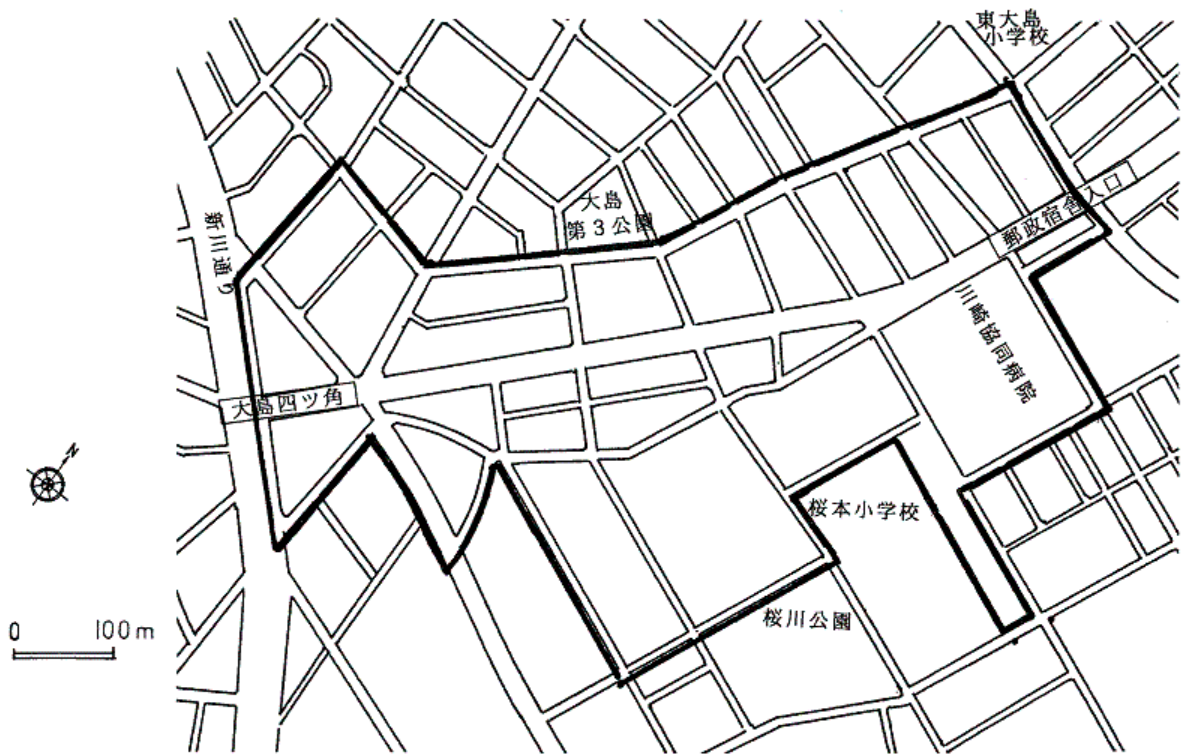 東大島
小学校
大島
第3公園
新川通り
郵政宿舎入口
川崎協同病院
大島四ツ角
桜本小学校
桜川公園
N
0 100m